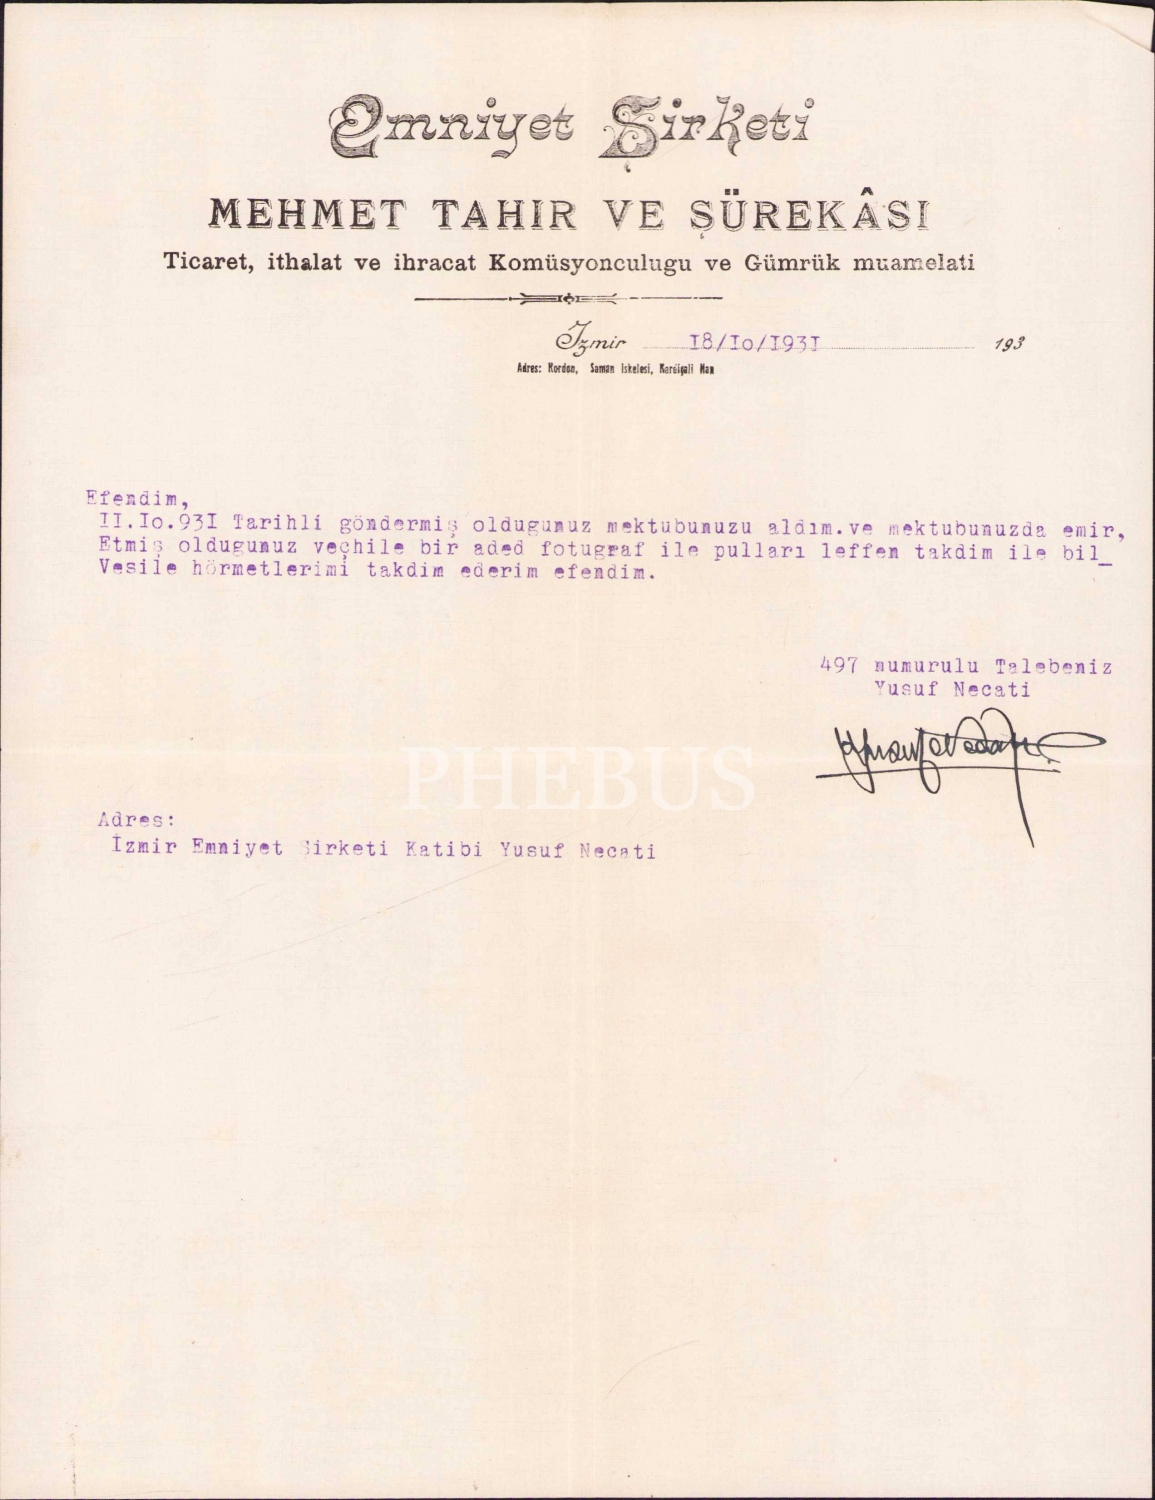 Emniyet Şirketi
MEHMET TAHIR VE ŞÜREKÂSI
Ticaret, ithalat ve ihracat Komüsyonculugu ve Gümrük muamelati
İzmir 18/Io/I93I 193
Adres: Kordon, Saman Iskelesi, Kardiçali Han
Efendim,
II.Io.93I Tarihli göndermiş oldugunuz mektubunuzu aldım.ve mektubunuzda emir,
Etmiş oldugunuz veçhile bir aded fotugraf ile pulları leffen takdim ile bil_
Vesile hörmetlerimi takdim ederim efendim.
497 numurulu Talebeniz
Yusuf Necati
PHEBUS
Adres:
İzmir Emniyet Şirketi Katibi Yusuf Necati